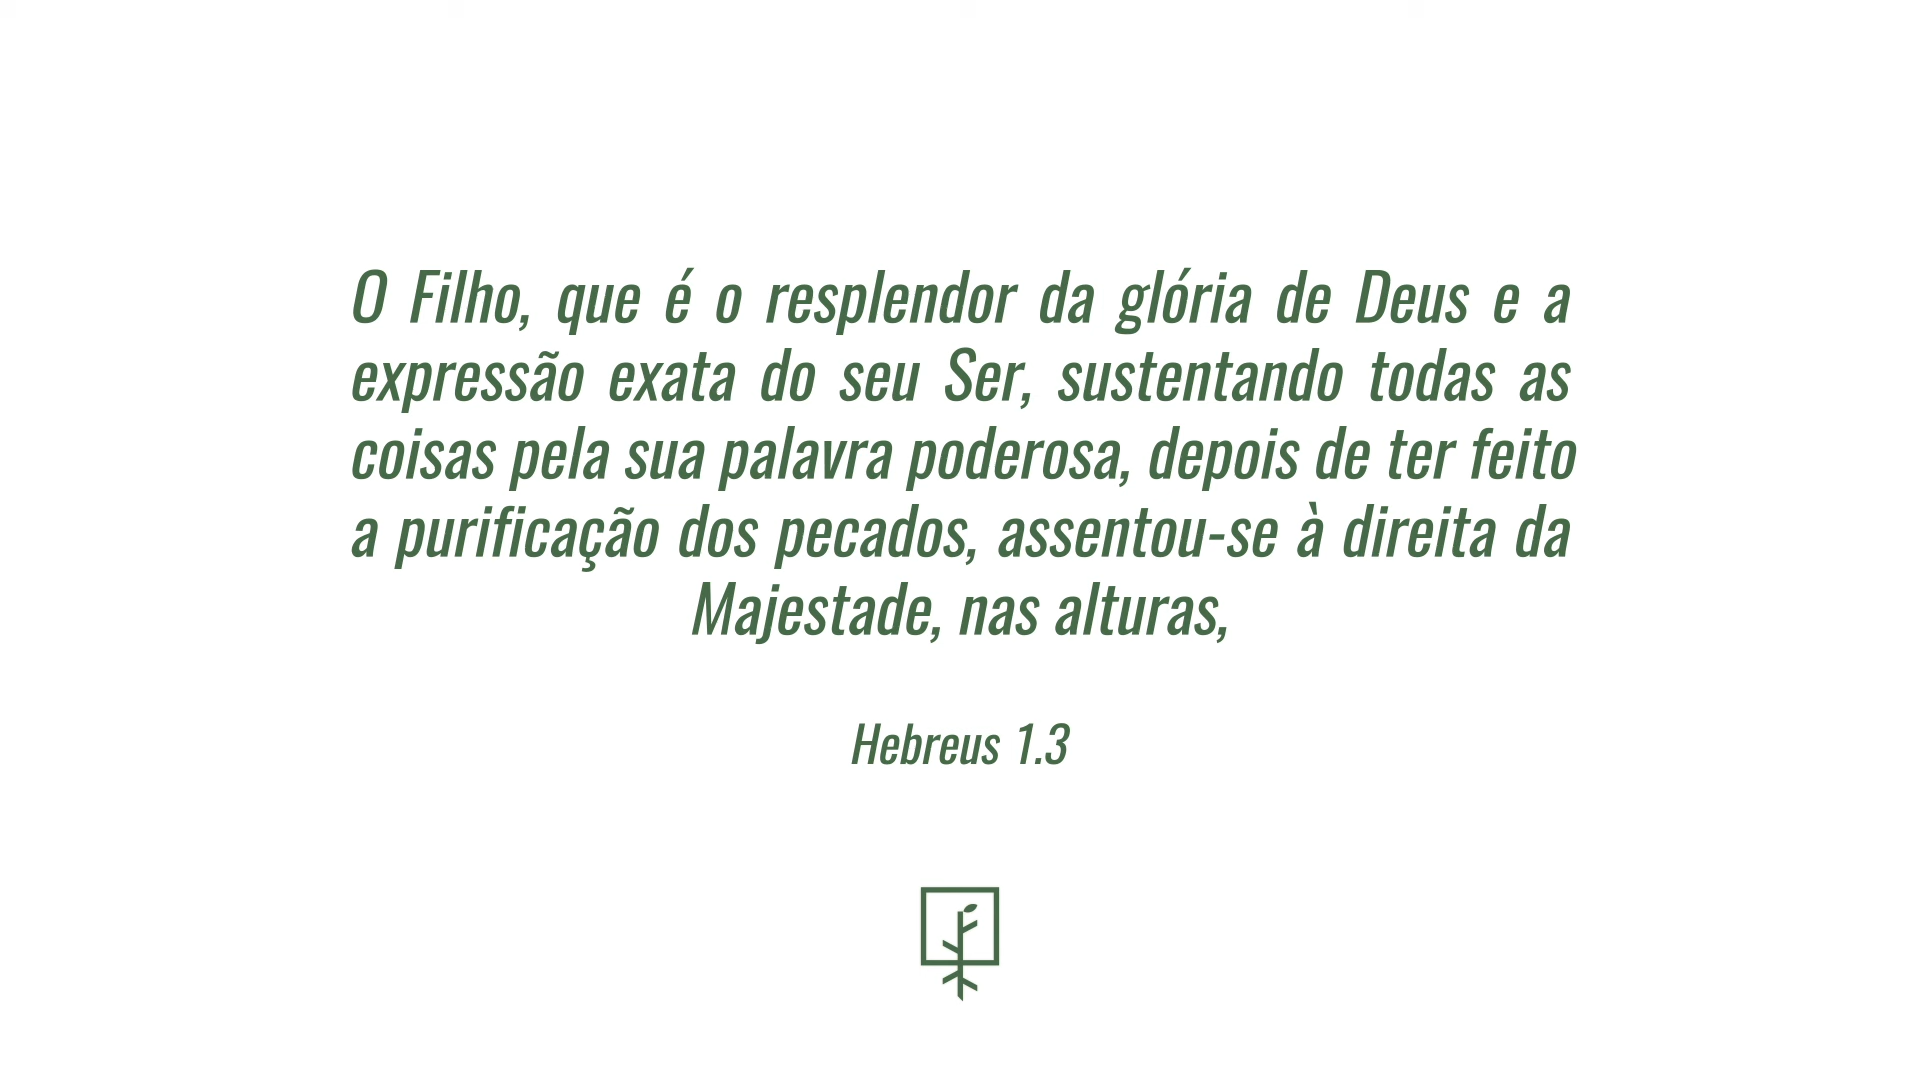 O Filho, que é o resplendor da glória de Deus e a
expressão exata do seu Ser, sustentando todas as
coisas pela sua palavra poderosa, depois de ter feito
a purificação dos pecados, assentou-se à direita da
Majestade, nas alturas,
Hebreus 1.3